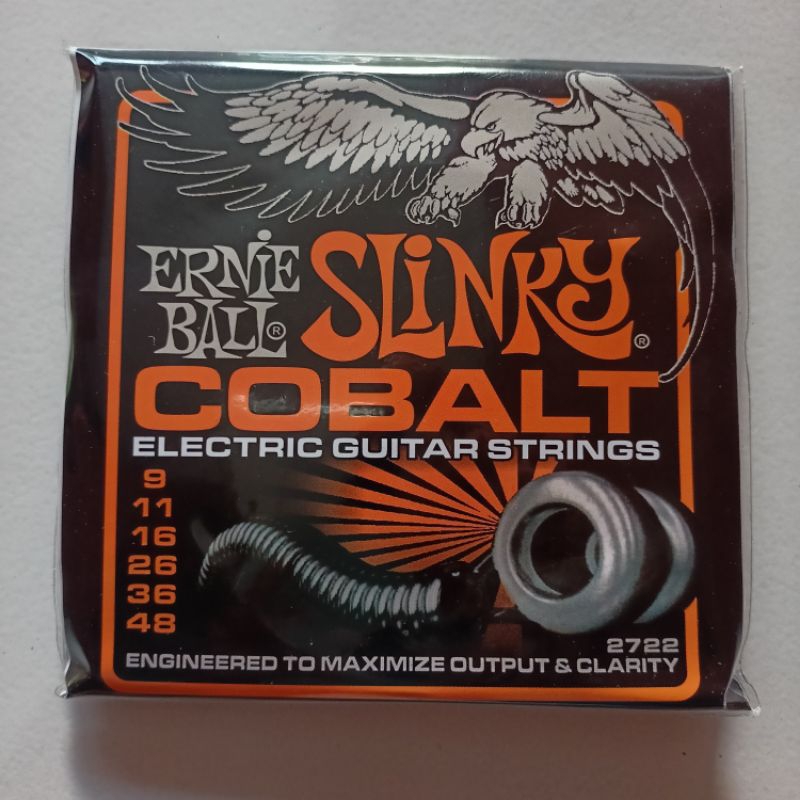 ERNIE BALL® SLINKY®
COBALT
ELECTRIC GUITAR STRINGS
9
11
16
26
36
48
2722
ENGINEERED TO MAXIMIZE OUTPUT & CLARITY